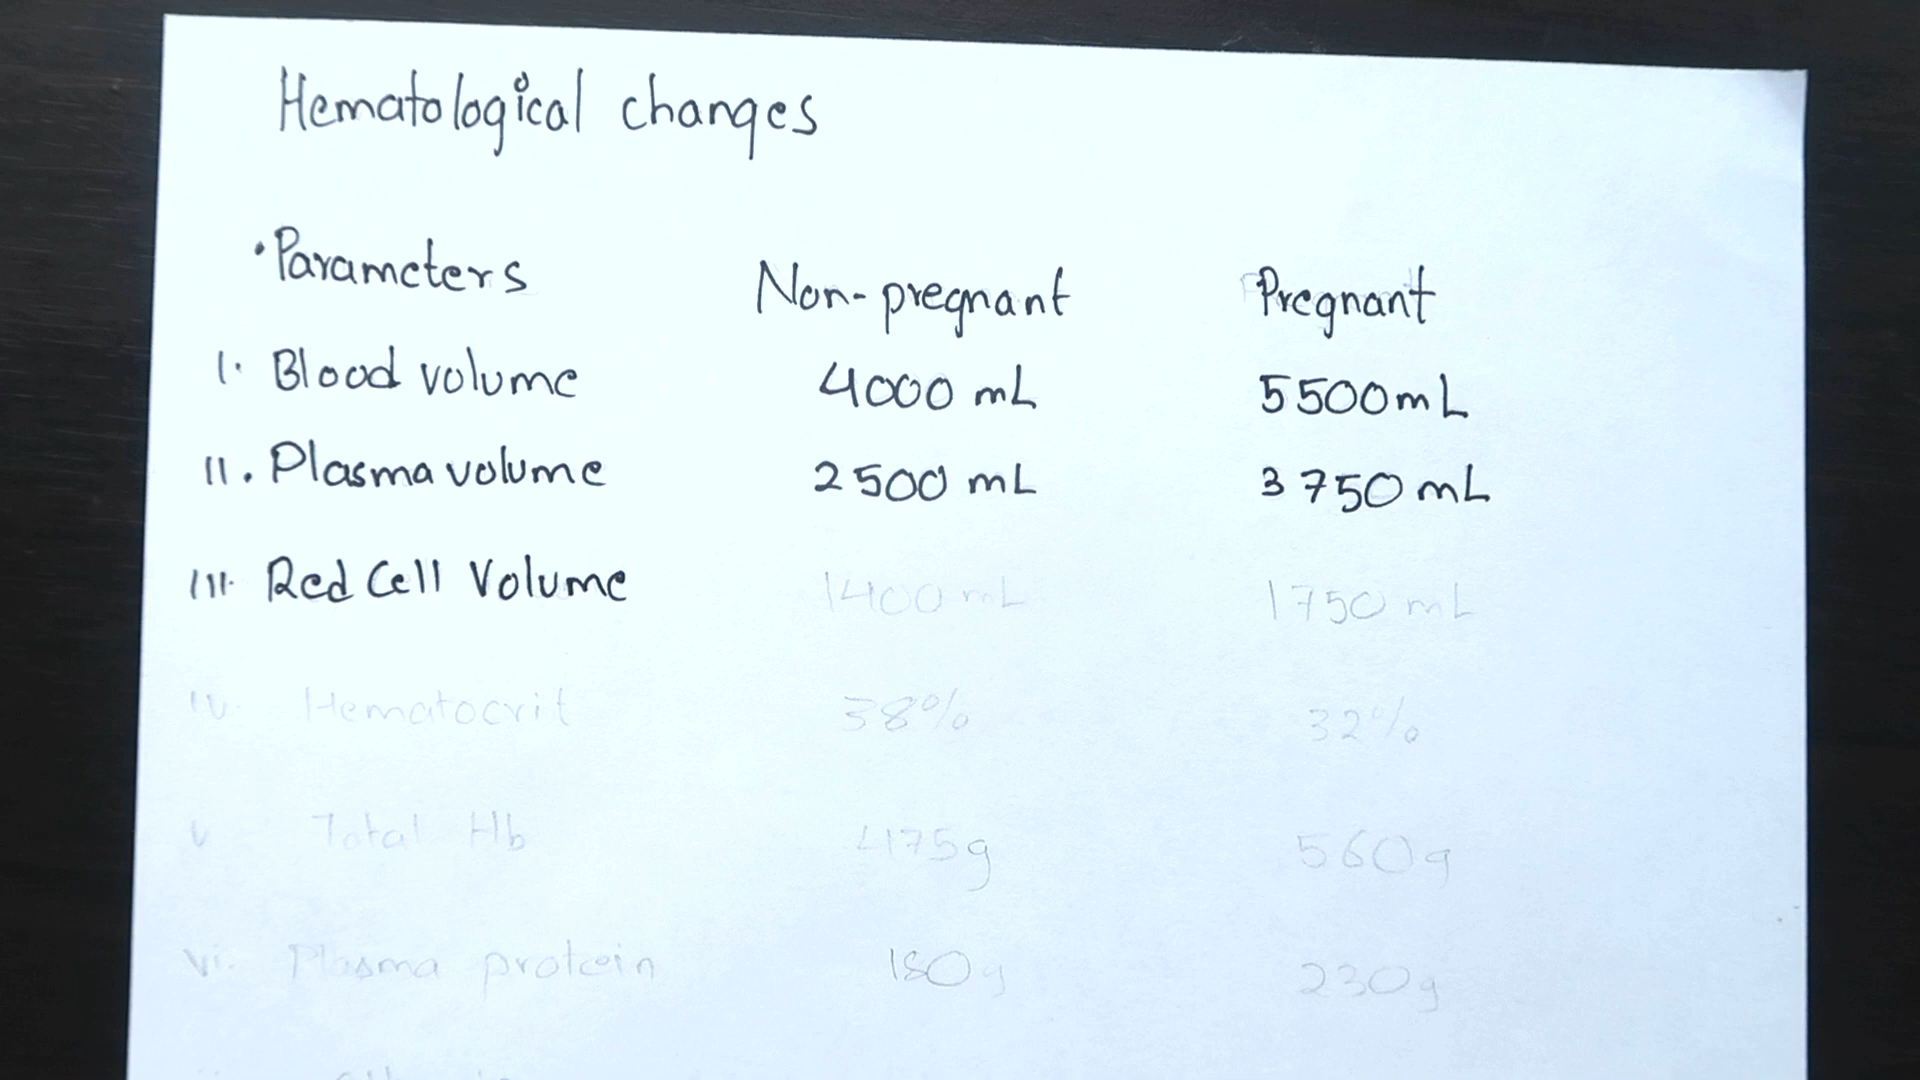 Hematological changes
• Parameters Non-pregnant Pregnant
I. Blood volume 4000 mL 5500 mL
II. Plasma volume 2500 mL 3750 mL
III. Red Cell Volume 1400 mL 1750 mL
IV. Hematocrit 38% 32%
V Total Hb 475g 560g
VI. Plasma protein 180g 230g